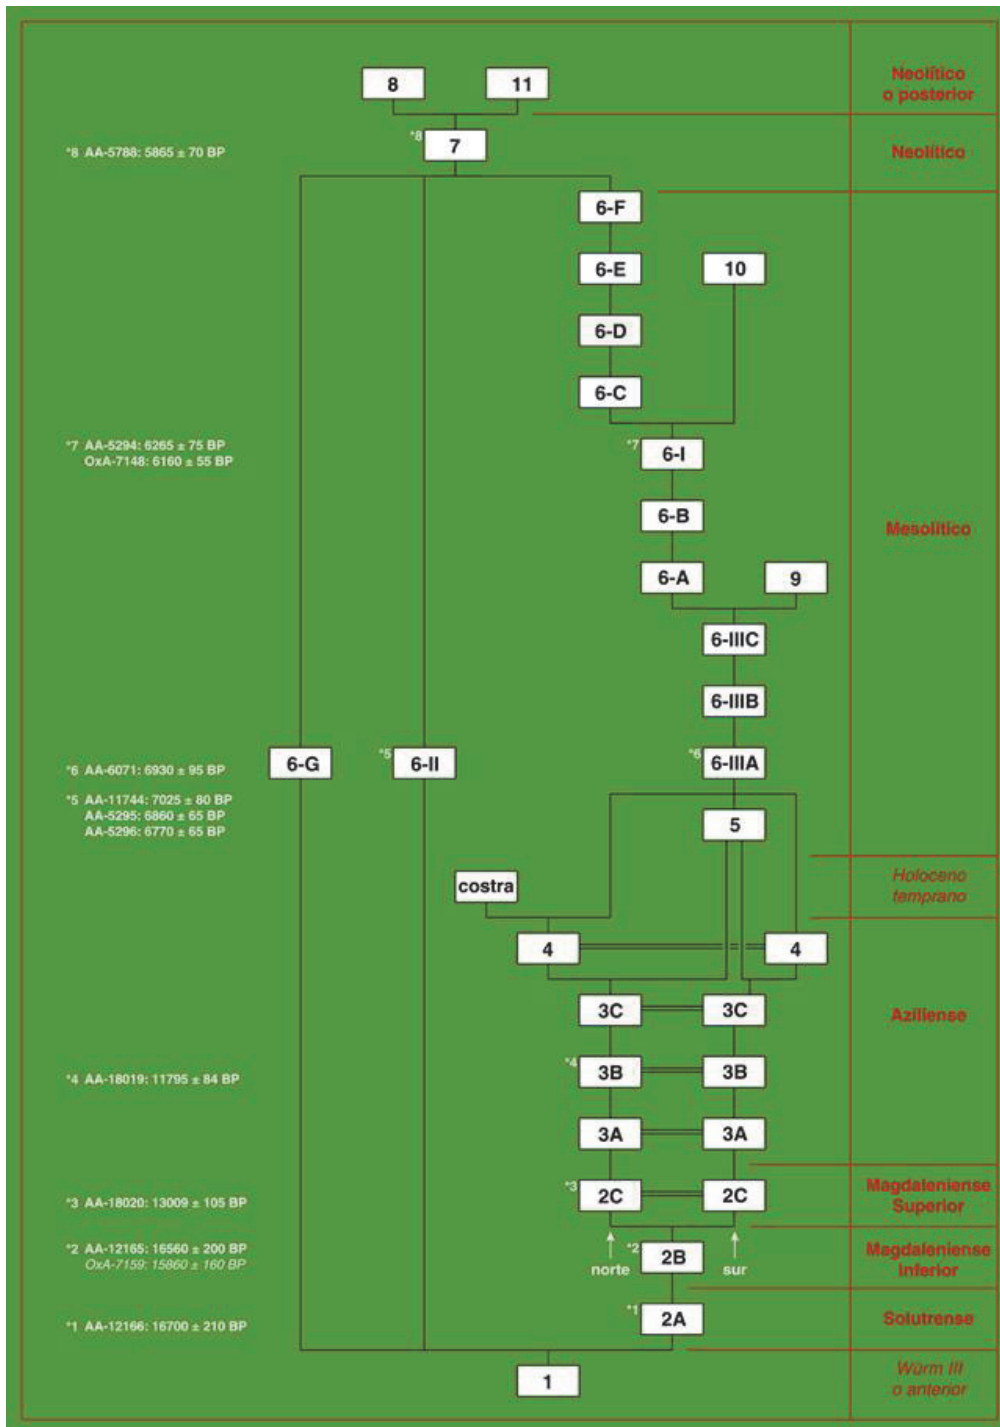 Neolítico
o posterior
8
11
*8
7
*8 AA-5788: 5865 ± 70 BP
Neolítico
6-F
6-E
10
6-D
6-C
*7 AA-5294: 6265 ± 75 BP
OxA-7148: 6160 ± 55 BP
*7
6-I
6-B
Mesolítico
6-A
9
6-IIIC
6-IIIB
6-G
*5
6-II
*6
6-IIIA
*6 AA-6071: 6930 ± 95 BP
*5 AA-11744: 7025 ± 80 BP
AA-5295: 6860 ± 65 BP
AA-5296: 6770 ± 65 BP
5
costra
Holoceno
temprano
4
4
3C
3C
Aziliense
*4 AA-18019: 11795 ± 84 BP
*4
3B
3B
3A
3A
*3 AA-18020: 13009 ± 105 BP
*3
2C
2C
Magdaleniense
Superior
*2 AA-12165: 16560 ± 200 BP
OxA-7159: 15860 ± 160 BP
norte
*2
2B
sur
Magdaleniense
Inferior
*1 AA-12166: 16700 ± 210 BP
*1
2A
Solutrense
1
Würm III
o anterior